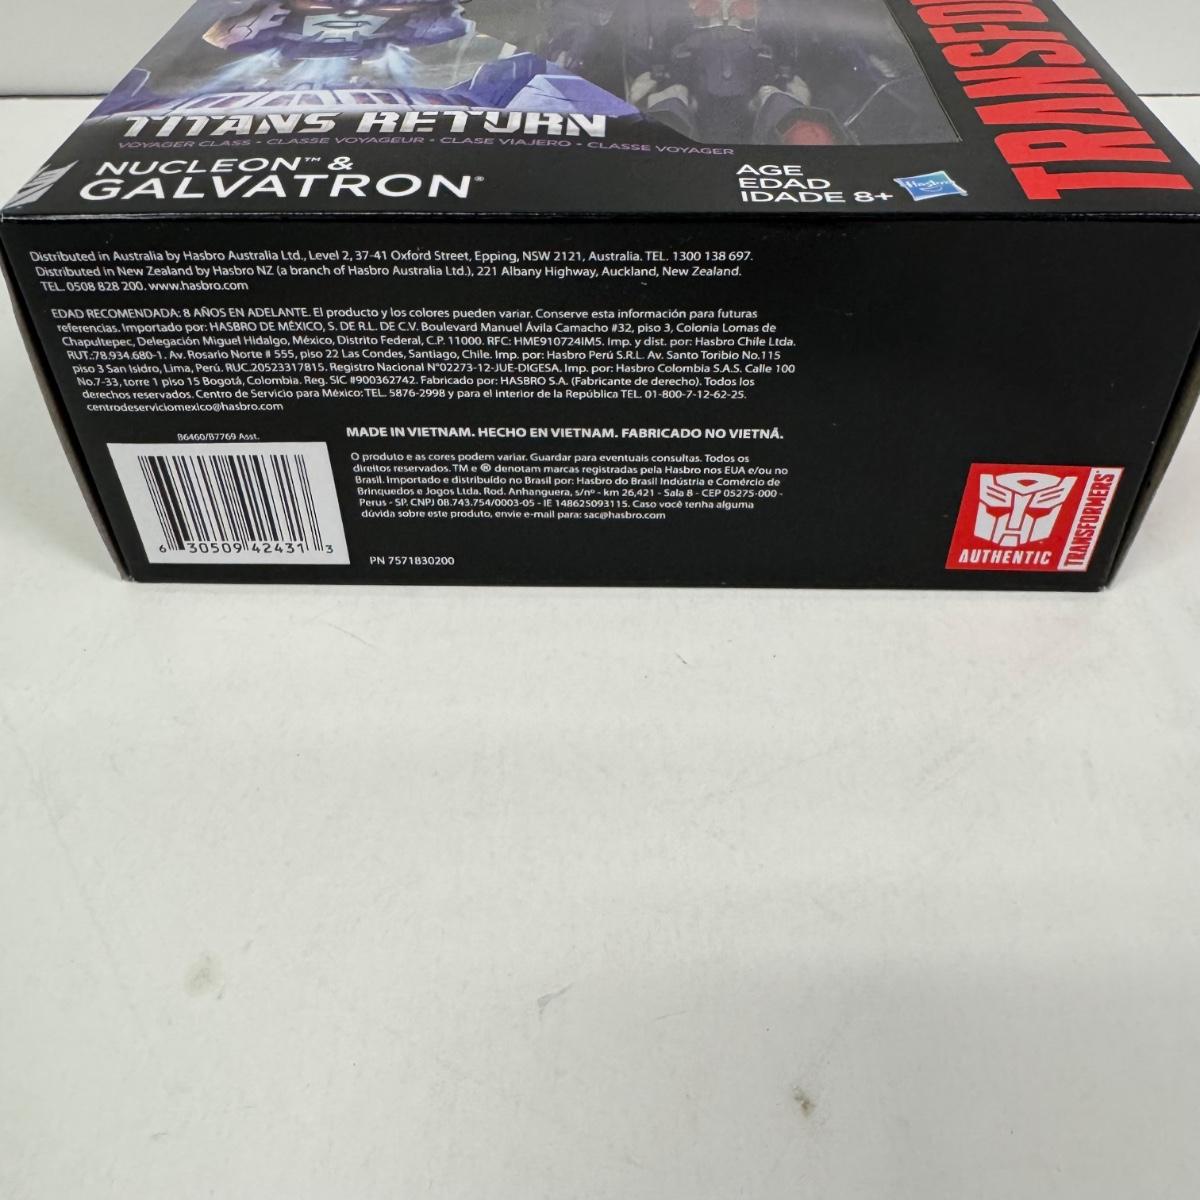 TRANSFO
TITANS RETURN
VOYAGER CLASS • CLASSE VOYAGEUR • CLASE VIAJERO • CLASSE VOYAGER
NUCLEON™ &
GALVATRON®
AGE
EDAD
IDADE 8+
Hasbro
Distributed in Australia by Hasbro Australia Ltd., Level 2, 37-41 Oxford Street, Epping, NSW 2121, Australia. TEL. 1300 138 697.
Distributed in New Zealand by Hasbro NZ (a branch of Hasbro Australia Ltd.), 221 Albany Highway, Auckland, New Zealand.
TEL. 0508 828 200. www.hasbro.com
EDAD RECOMENDADA: 8 AÑOS EN ADELANTE. El producto y los colores pueden variar. Conserve esta información para futuras
referencias. Importado por: HASBRO DE MÉXICO, S. DE R.L. DE C.V. Boulevard Manuel Ávila Camacho #32, piso 3, Colonia Lomas de
Chapultepec, Delegación Miguel Hidalgo, México, Distrito Federal, C.P. 11000. RFC: HME910724IM5. Imp. y dist. por: Hasbro Chile Ltda.
RUT.:78.934.680-1. Av. Rosario Norte # 555, piso 22 Las Condes, Santiago, Chile. Imp. por: Hasbro Perú S.R.L. Av. Santo Toribio No.115
piso 3 San Isidro, Lima, Perú. RUC.20523317815. Registro Nacional N°02273-12-JUE-DIGESA. Imp. por: Hasbro Colombia S.A.S. Calle 100
No.7-33, torre 1 piso 15 Bogotá, Colombia. Reg. SIC #900362742. Fabricado por: HASBRO S.A. (Fabricante de derecho). Todos los
derechos reservados. Centro de Servicio para México: TEL. 5876-2998 y para el interior de la República TEL. 01-800-7-12-62-25.
centrodeserviciomexico@hasbro.com
B6460/B7769 Asst.
6 30509 42431 3
MADE IN VIETNAM. HECHO EN VIETNAM. FABRICADO NO VIETNÃ.
O produto e as cores podem variar. Guardar para eventuais consultas. Todos os
direitos reservados. TM e ® denotam marcas registradas pela Hasbro nos EUA e/ou no
Brasil. Importado e distribuído no Brasil por: Hasbro do Brasil Indústria e Comércio de
Brinquedos e Jogos Ltda. Rod. Anhanguera, s/nº - km 26,421 - Sala 8 - CEP 05275-000 -
Perus - SP. CNPJ 08.743.754/0003-05 - IE 148625093115. Caso você tenha alguma
dúvida sobre este produto, envie e-mail para: sac@hasbro.com
PN 7571830200
AUTHENTIC
TRANSFORMERS